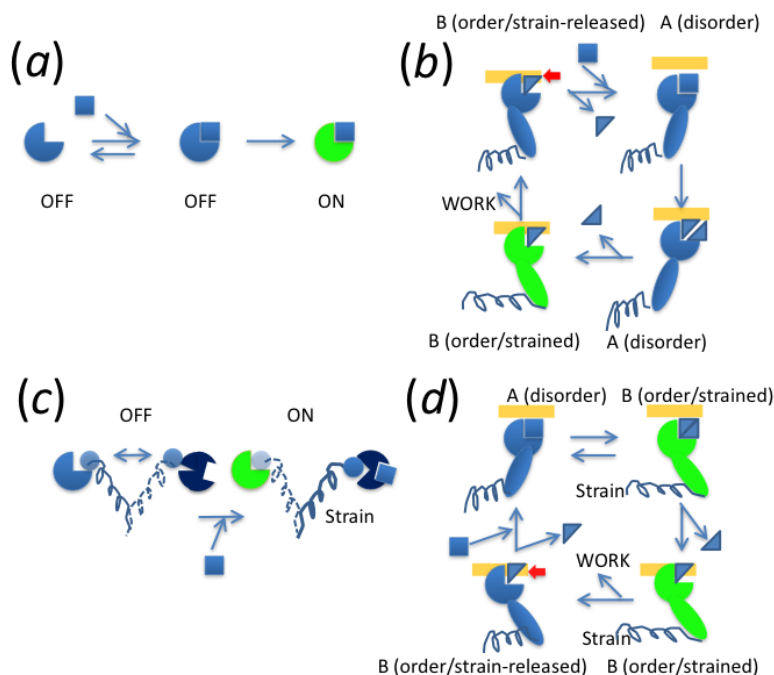 (a)
OFF
OFF
ON
(b)
B (order/strain-released)
A (disorder)
WORK
B (order/strained)
A (disorder)
(c)
OFF
ON
Strain
(d)
A (disorder)
B (order/strained)
Strain
WORK
Strain
B (order/strain-released)
B (order/strained)